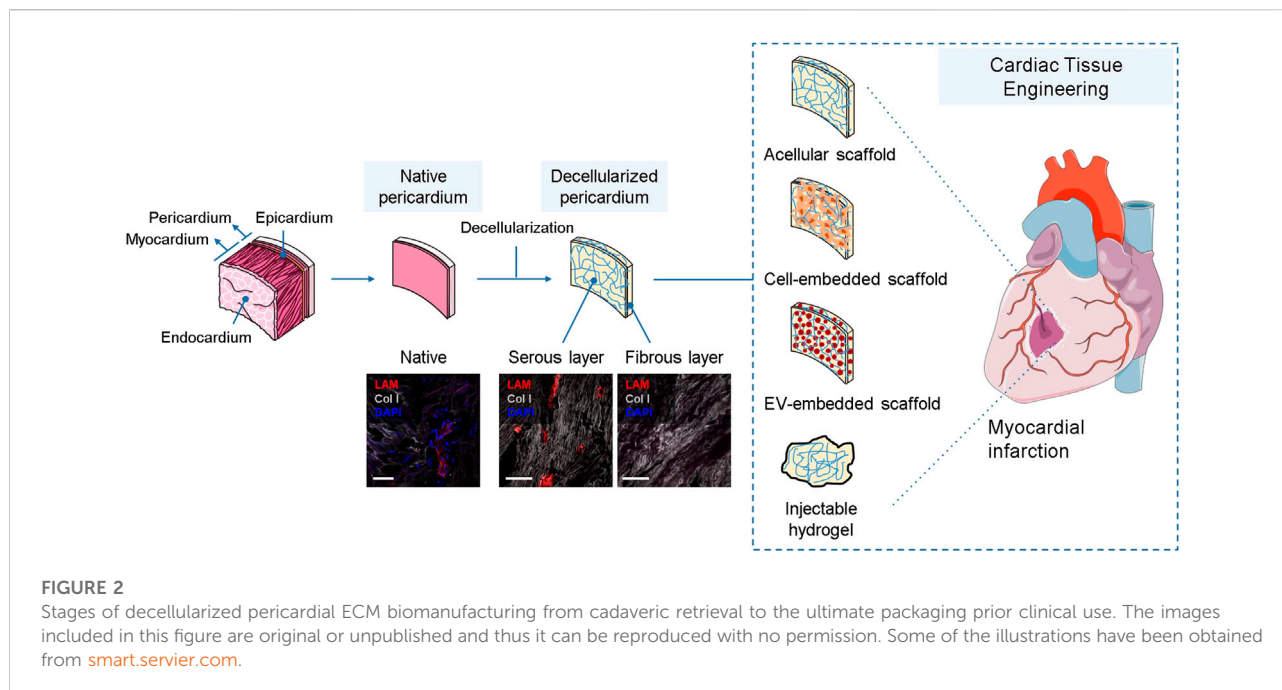 Cardiac Tissue
Engineering
Acellular scaffold
Native
pericardium
Decellularized
pericardium
Pericardium
Epicardium
Myocardium
Decellularization
Cell-embedded scaffold
Endocardium
Native
Serous layer
Fibrous layer
LAM
Col I
DAPI
LAM
Col I
DAPI
LAM
Col I
DAPI
EV-embedded scaffold
Myocardial
infarction
Injectable
hydrogel
FIGURE 2
Stages of decellularized pericardial ECM biomanufacturing from cadaveric retrieval to the ultimate packaging prior clinical use. The images
included in this figure are original or unpublished and thus it can be reproduced with no permission. Some of the illustrations have been obtained
from smart.servier.com.